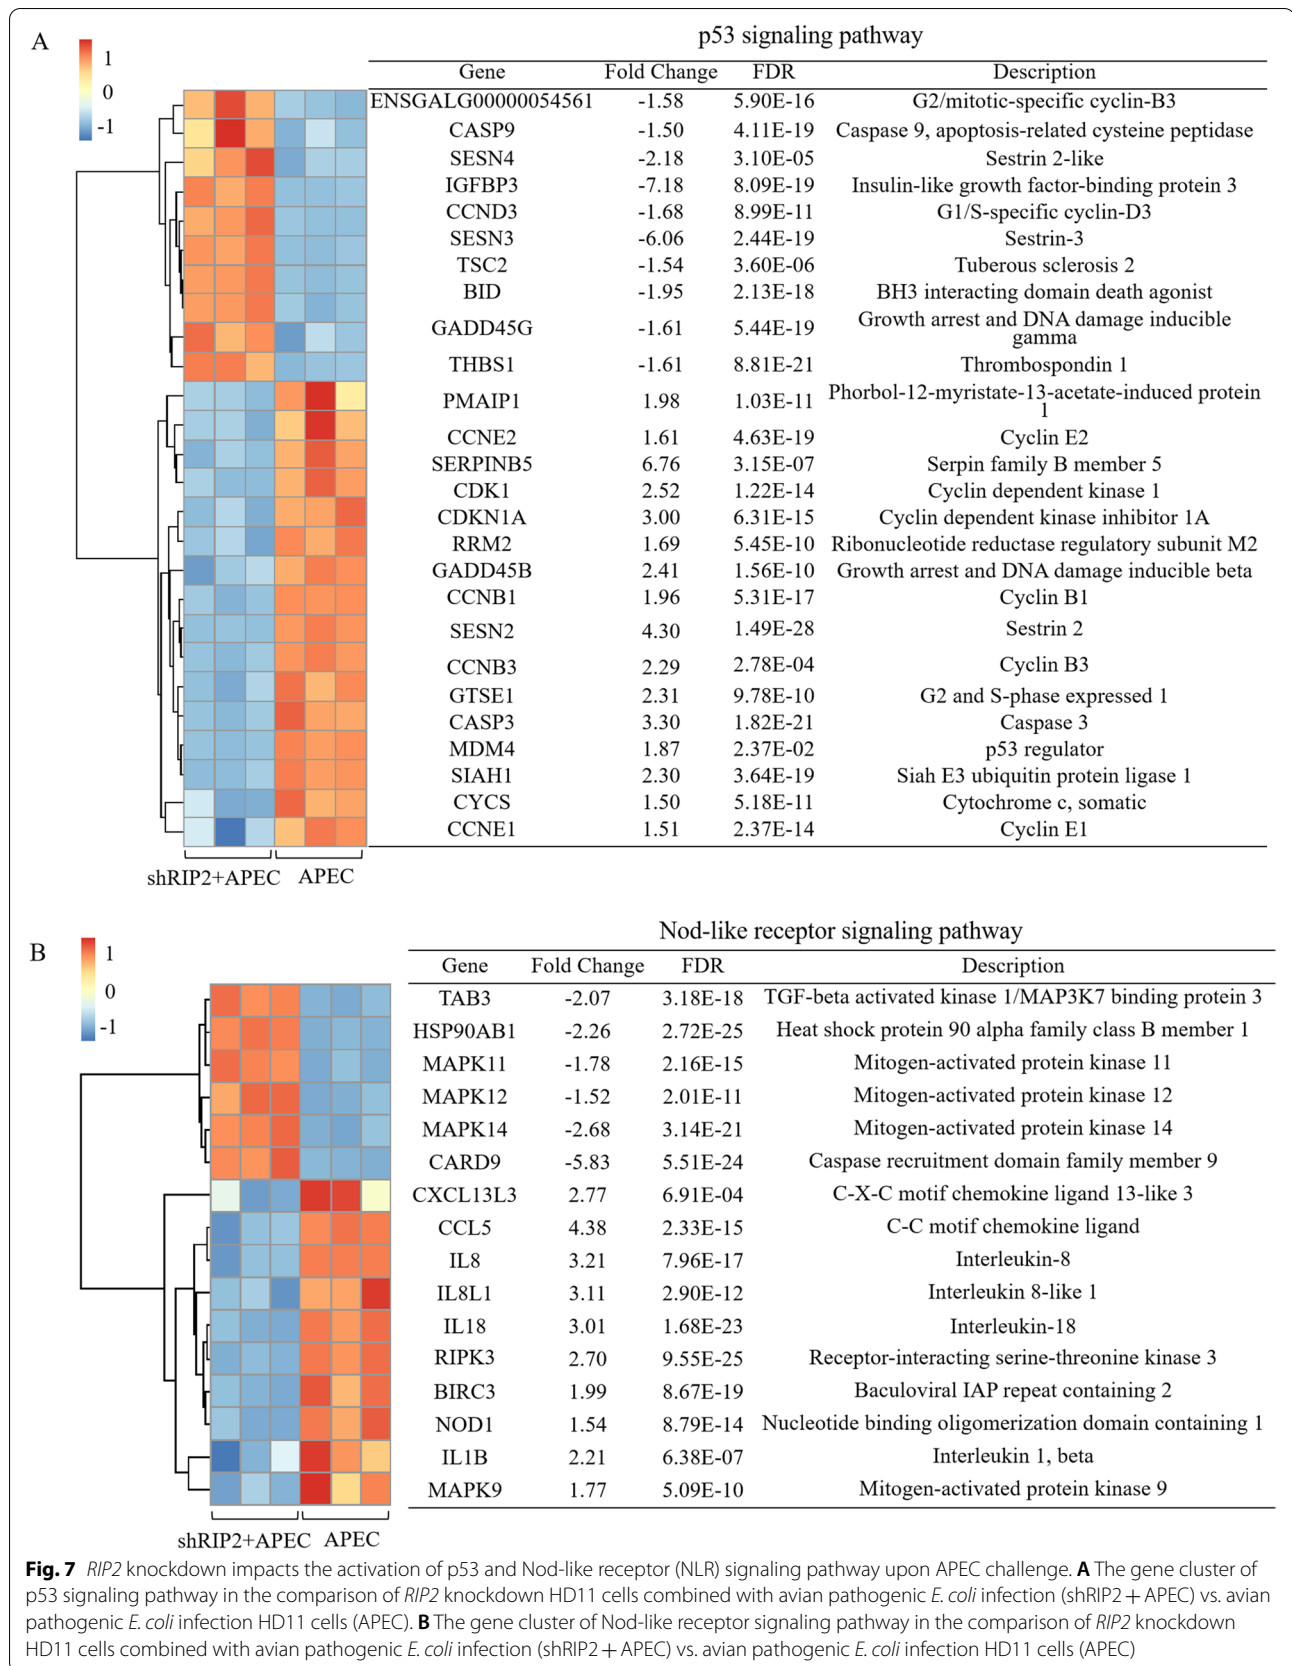 A
1
0
-1
p53 signaling pathway
Gene Fold Change FDR Description
ENSGALG00000054561 -1.58 5.90E-16 G2/mitotic-specific cyclin-B3
CASP9 -1.50 4.11E-19 Caspase 9, apoptosis-related cysteine peptidase
SESN4 -2.18 3.10E-05 Sestrin 2-like
IGFBP3 -7.18 8.09E-19 Insulin-like growth factor-binding protein 3
CCND3 -1.68 8.99E-11 G1/S-specific cyclin-D3
SESN3 -6.06 2.44E-19 Sestrin-3
TSC2 -1.54 3.60E-06 Tuberous sclerosis 2
BID -1.95 2.13E-18 BH3 interacting domain death agonist
GADD45G -1.61 5.44E-19 Growth arrest and DNA damage inducible
gamma
THBS1 -1.61 8.81E-21 Thrombospondin 1
PMAIP1 1.98 1.03E-11 Phorbol-12-myristate-13-acetate-induced protein
1
CCNE2 1.61 4.63E-19 Cyclin E2
SERPINB5 6.76 3.15E-07 Serpin family B member 5
CDK1 2.52 1.22E-14 Cyclin dependent kinase 1
CDKN1A 3.00 6.31E-15 Cyclin dependent kinase inhibitor 1A
RRM2 1.69 5.45E-10 Ribonucleotide reductase regulatory subunit M2
GADD45B 2.41 1.56E-10 Growth arrest and DNA damage inducible beta
CCNB1 1.96 5.31E-17 Cyclin B1
SESN2 4.30 1.49E-28 Sestrin 2
CCNB3 2.29 2.78E-04 Cyclin B3
GTSE1 2.31 9.78E-10 G2 and S-phase expressed 1
CASP3 3.30 1.82E-21 Caspase 3
MDM4 1.87 2.37E-02 p53 regulator
SIAH1 2.30 3.64E-19 Siah E3 ubiquitin protein ligase 1
CYCS 1.50 5.18E-11 Cytochrome c, somatic
CCNE1 1.51 2.37E-14 Cyclin E1
shRIP2+APEC APEC
B
1
0
-1
Nod-like receptor signaling pathway
Gene Fold Change FDR Description
TAB3 -2.07 3.18E-18 TGF-beta activated kinase 1/MAP3K7 binding protein 3
HSP90AB1 -2.26 2.72E-25 Heat shock protein 90 alpha family class B member 1
MAPK11 -1.78 2.16E-15 Mitogen-activated protein kinase 11
MAPK12 -1.52 2.01E-11 Mitogen-activated protein kinase 12
MAPK14 -2.68 3.14E-21 Mitogen-activated protein kinase 14
CARD9 -5.83 5.51E-24 Caspase recruitment domain family member 9
CXCL13L3 2.77 6.91E-04 C-X-C motif chemokine ligand 13-like 3
CCL5 4.38 2.33E-15 C-C motif chemokine ligand
IL8 3.21 7.96E-17 Interleukin-8
IL8L1 3.11 2.90E-12 Interleukin 8-like 1
IL18 3.01 1.68E-23 Interleukin-18
RIPK3 2.70 9.55E-25 Receptor-interacting serine-threonine kinase 3
BIRC3 1.99 8.67E-19 Baculoviral IAP repeat containing 2
NOD1 1.54 8.79E-14 Nucleotide binding oligomerization domain containing 1
IL1B 2.21 6.38E-07 Interleukin 1, beta
MAPK9 1.77 5.09E-10 Mitogen-activated protein kinase 9
shRIP2+APEC APEC
Fig. 7 RIP2 knockdown impacts the activation of p53 and Nod-like receptor (NLR) signaling pathway upon APEC challenge. A The gene cluster of
p53 signaling pathway in the comparison of RIP2 knockdown HD11 cells combined with avian pathogenic E. coli infection (shRIP2 + APEC) vs. avian
pathogenic E. coli infection HD11 cells (APEC). B The gene cluster of Nod-like receptor signaling pathway in the comparison of RIP2 knockdown
HD11 cells combined with avian pathogenic E. coli infection (shRIP2 + APEC) vs. avian pathogenic E. coli infection HD11 cells (APEC)